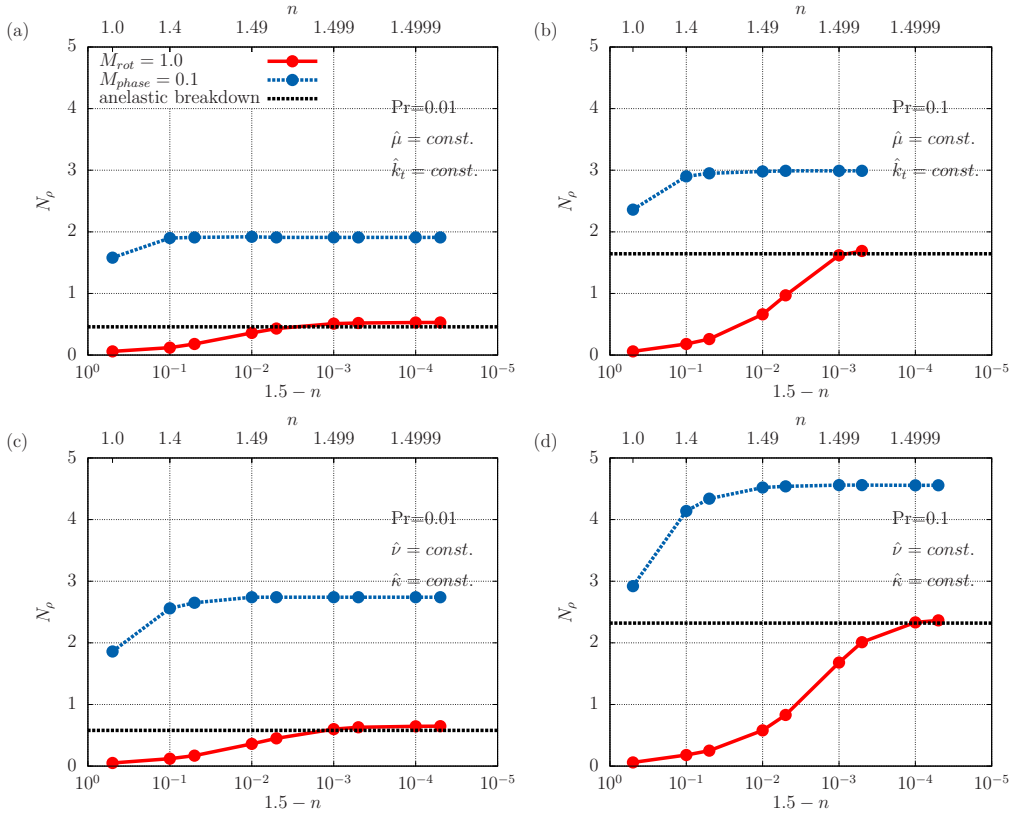 n
(a) 1.0 1.4 1.49 1.499 1.4999
5
4
3
2
1
0
N_ρ
M_rot = 1.0
M_phase = 0.1
anelastic breakdown
Pr=0.01
μ̂ = const.
k̂_t = const.
10^0 10^-1 10^-2 10^-3 10^-4 10^-5
1.5 − n
n
(b) 1.0 1.4 1.49 1.499 1.4999
5
4
3
2
1
0
N_ρ
Pr=0.1
μ̂ = const.
k̂_t = const.
10^0 10^-1 10^-2 10^-3 10^-4 10^-5
1.5 − n
n
(c) 1.0 1.4 1.49 1.499 1.4999
5
4
3
2
1
0
N_ρ
Pr=0.01
ν̂ = const.
κ̂ = const.
10^0 10^-1 10^-2 10^-3 10^-4 10^-5
1.5 − n
n
(d) 1.0 1.4 1.49 1.499 1.4999
5
4
3
2
1
0
N_ρ
Pr=0.1
ν̂ = const.
κ̂ = const.
10^0 10^-1 10^-2 10^-3 10^-4 10^-5
1.5 − n